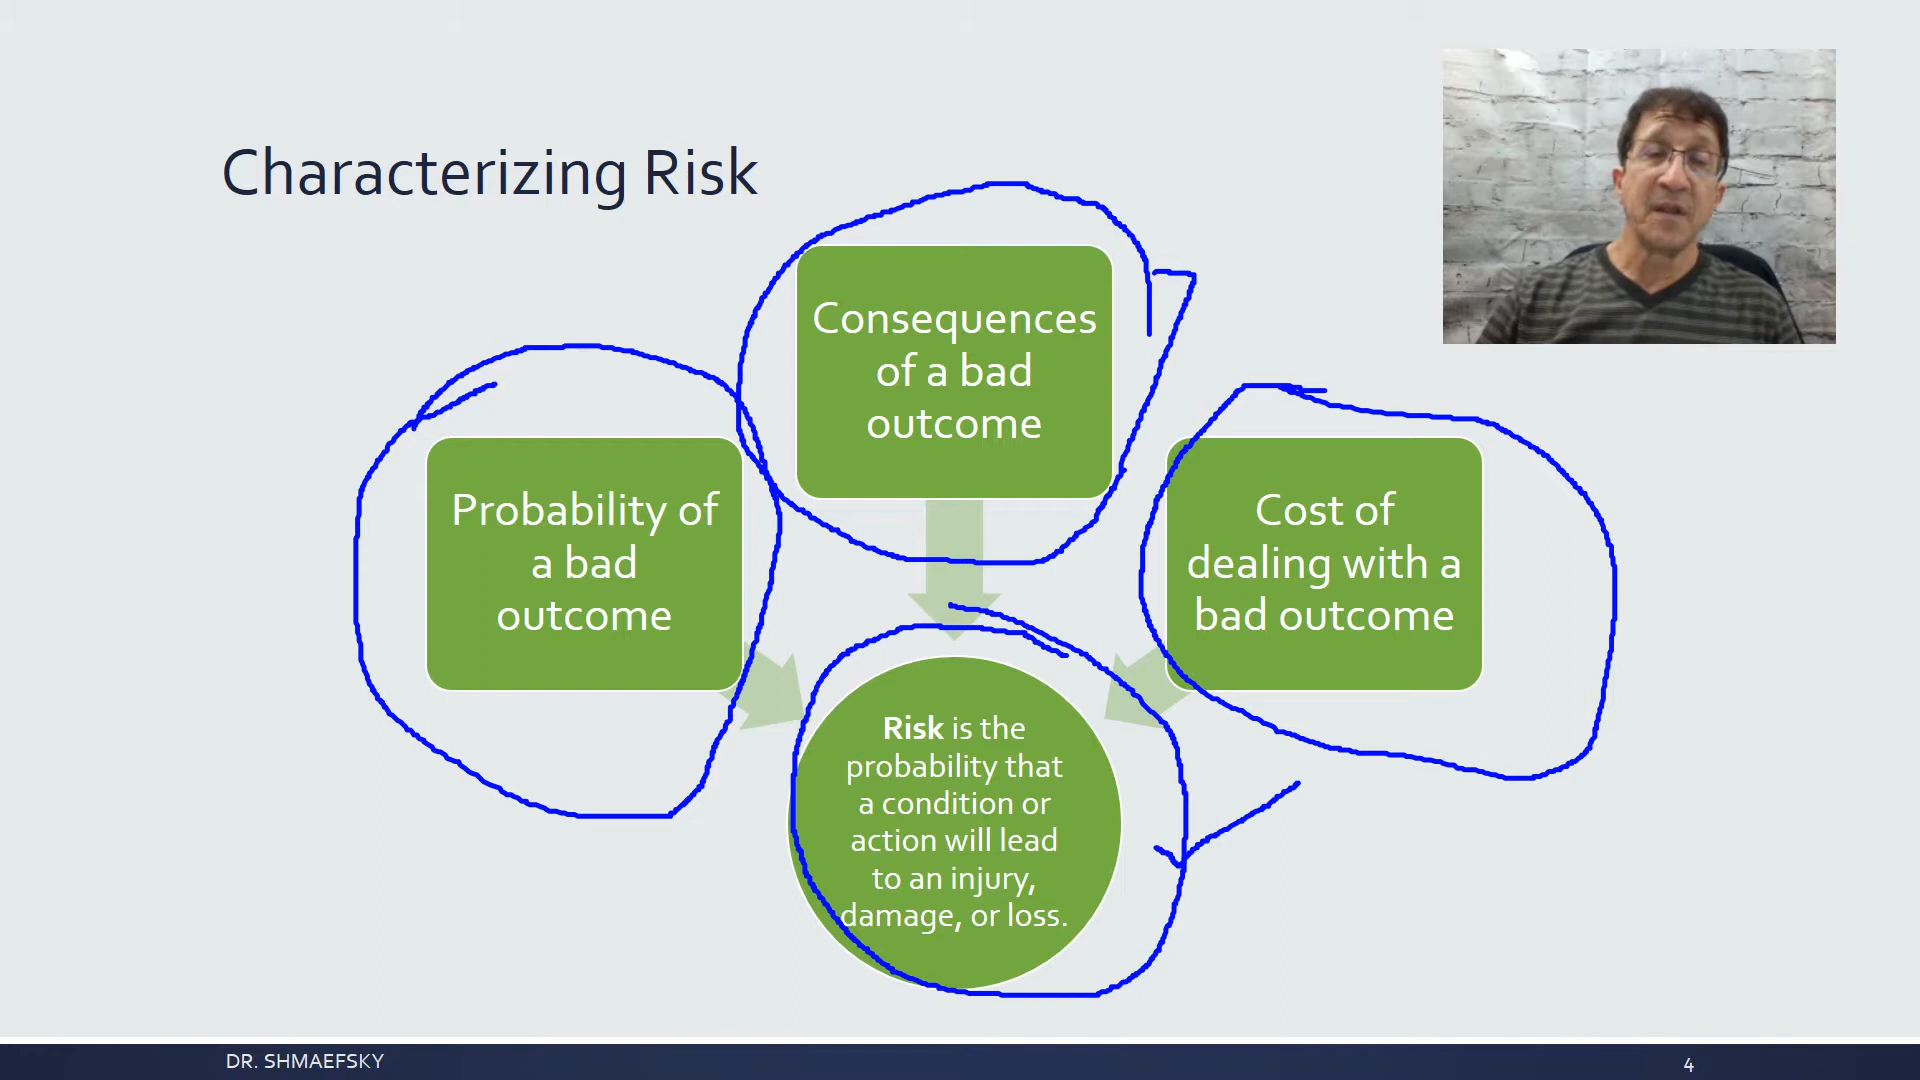 Characterizing Risk
Consequences
of a bad
outcome
Probability of
a bad
outcome
Cost of
dealing with a
bad outcome
Risk is the
probability that
a condition or
action will lead
to an injury,
damage, or loss.
DR. SHMAEFSKY
4